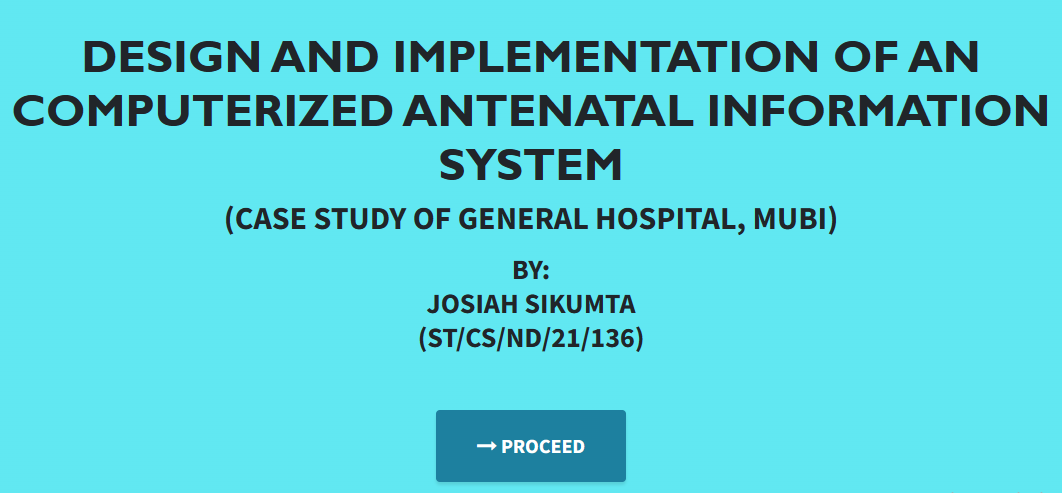 DESIGN AND IMPLEMENTATION OF AN
COMPUTERIZED ANTENATAL INFORMATION
SYSTEM
(CASE STUDY OF GENERAL HOSPITAL, MUBI)
BY:
JOSIAH SIKUMTA
(ST/CS/ND/21/136)
→ PROCEED